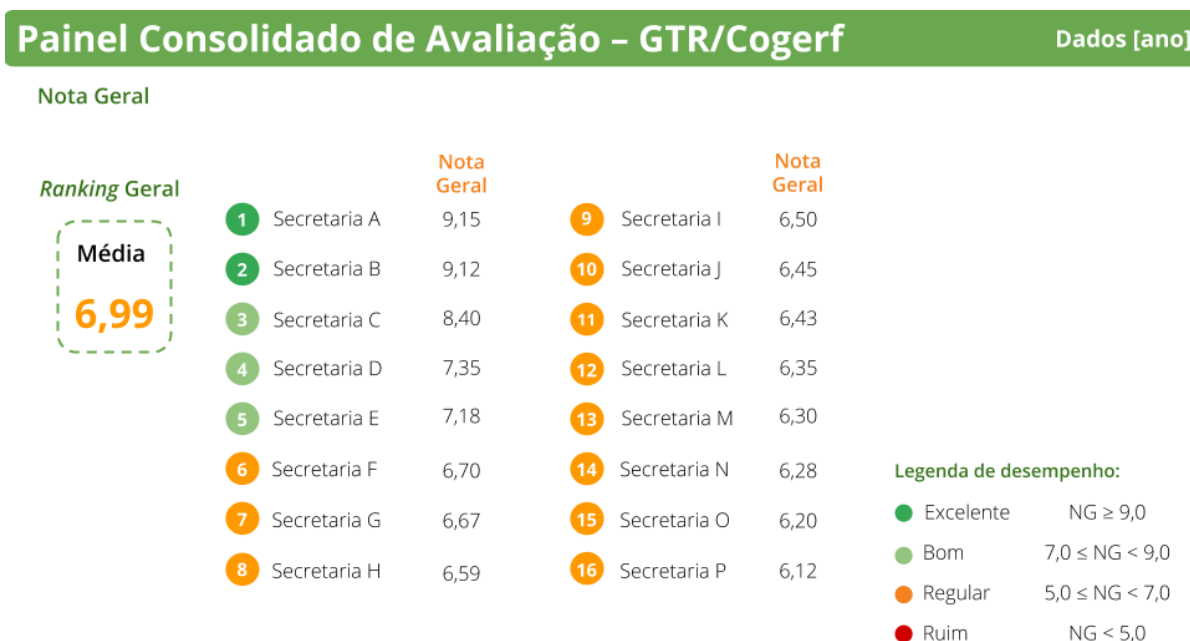 Painel Consolidado de Avaliação – GTR/Cogerf Dados [ano]
Nota Geral
Ranking Geral
Média
6,99
Nota
Geral
1 Secretaria A 9,15
2 Secretaria B 9,12
3 Secretaria C 8,40
4 Secretaria D 7,35
5 Secretaria E 7,18
6 Secretaria F 6,70
7 Secretaria G 6,67
8 Secretaria H 6,59
Nota
Geral
9 Secretaria I 6,50
10 Secretaria J 6,45
11 Secretaria K 6,43
12 Secretaria L 6,35
13 Secretaria M 6,30
14 Secretaria N 6,28
15 Secretaria O 6,20
16 Secretaria P 6,12
Legenda de desempenho:
Excelente NG ≥ 9,0
Bom 7,0 ≤ NG < 9,0
Regular 5,0 ≤ NG < 7,0
Ruim NG < 5,0